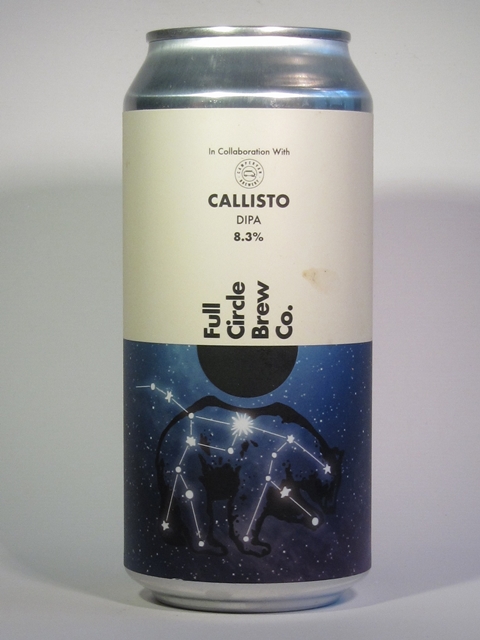 In Collaboration With
CALLISTO
DIPA
8.3%
Full
Circle
Brew
Co.